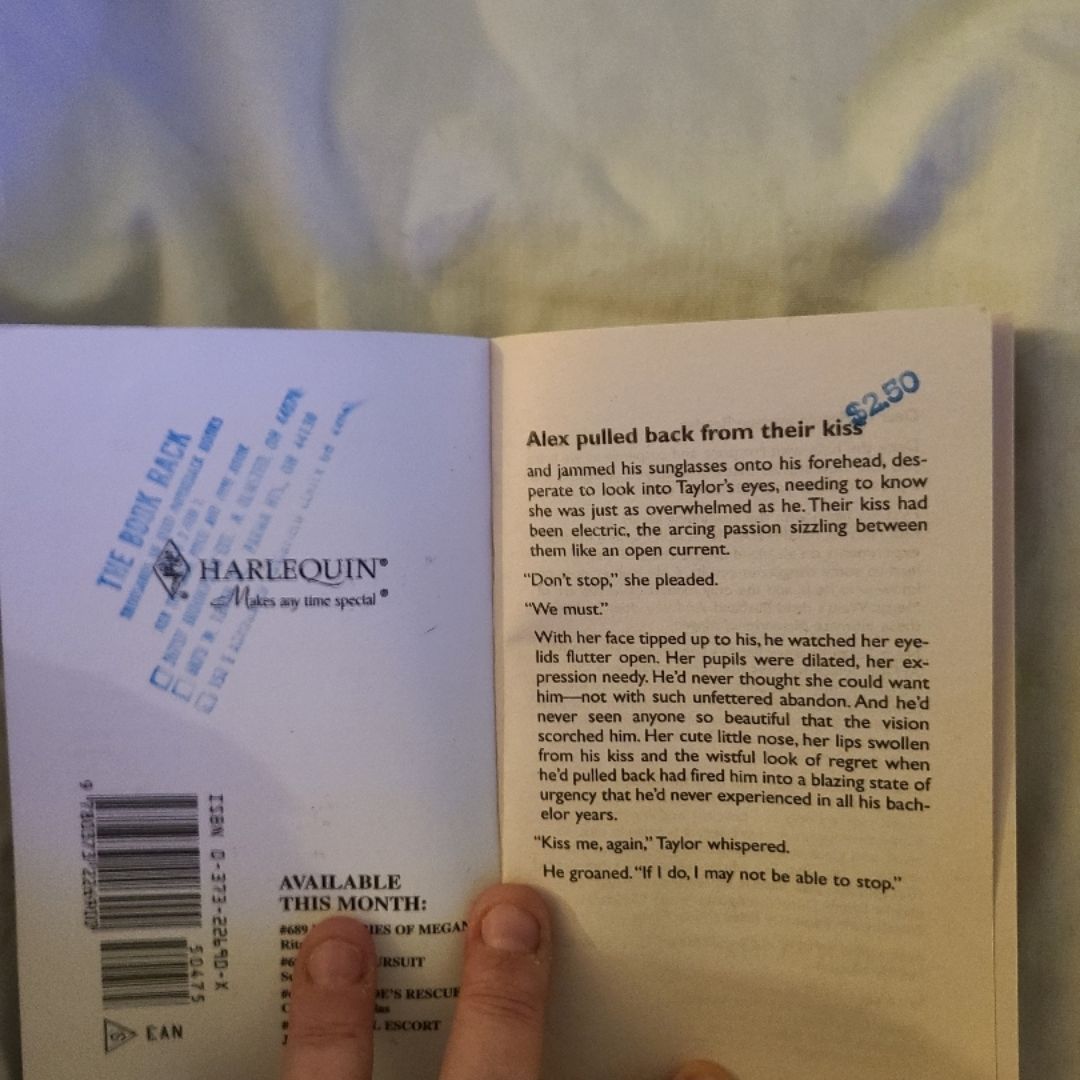 THE BOOK RACK
HARLEQUIN®
Makes any time special®
ISBN 0-373-22690-X
50475
EAN
AVAILABLE
THIS MONTH:
#689 OF MEGAN
ESCORT
$2.50
Alex pulled back from their kiss
and jammed his sunglasses onto his forehead, des-
perate to look into Taylor's eyes, needing to know
she was just as overwhelmed as he. Their kiss had
been electric, the arcing passion sizzling between
them like an open current.
"Don't stop," she pleaded.
"We must."
With her face tipped up to his, he watched her eye-
lids flutter open. Her pupils were dilated, her ex-
pression needy. He'd never thought she could want
him—not with such unfettered abandon. And he'd
never seen anyone so beautiful that the vision
scorched him. Her cute little nose, her lips swollen
from his kiss and the wistful look of regret when
he'd pulled back had fired him into a blazing state of
urgency that he'd never experienced in all his bach-
elor years.
"Kiss me, again," Taylor whispered.
He groaned. "If I do, I may not be able to stop."